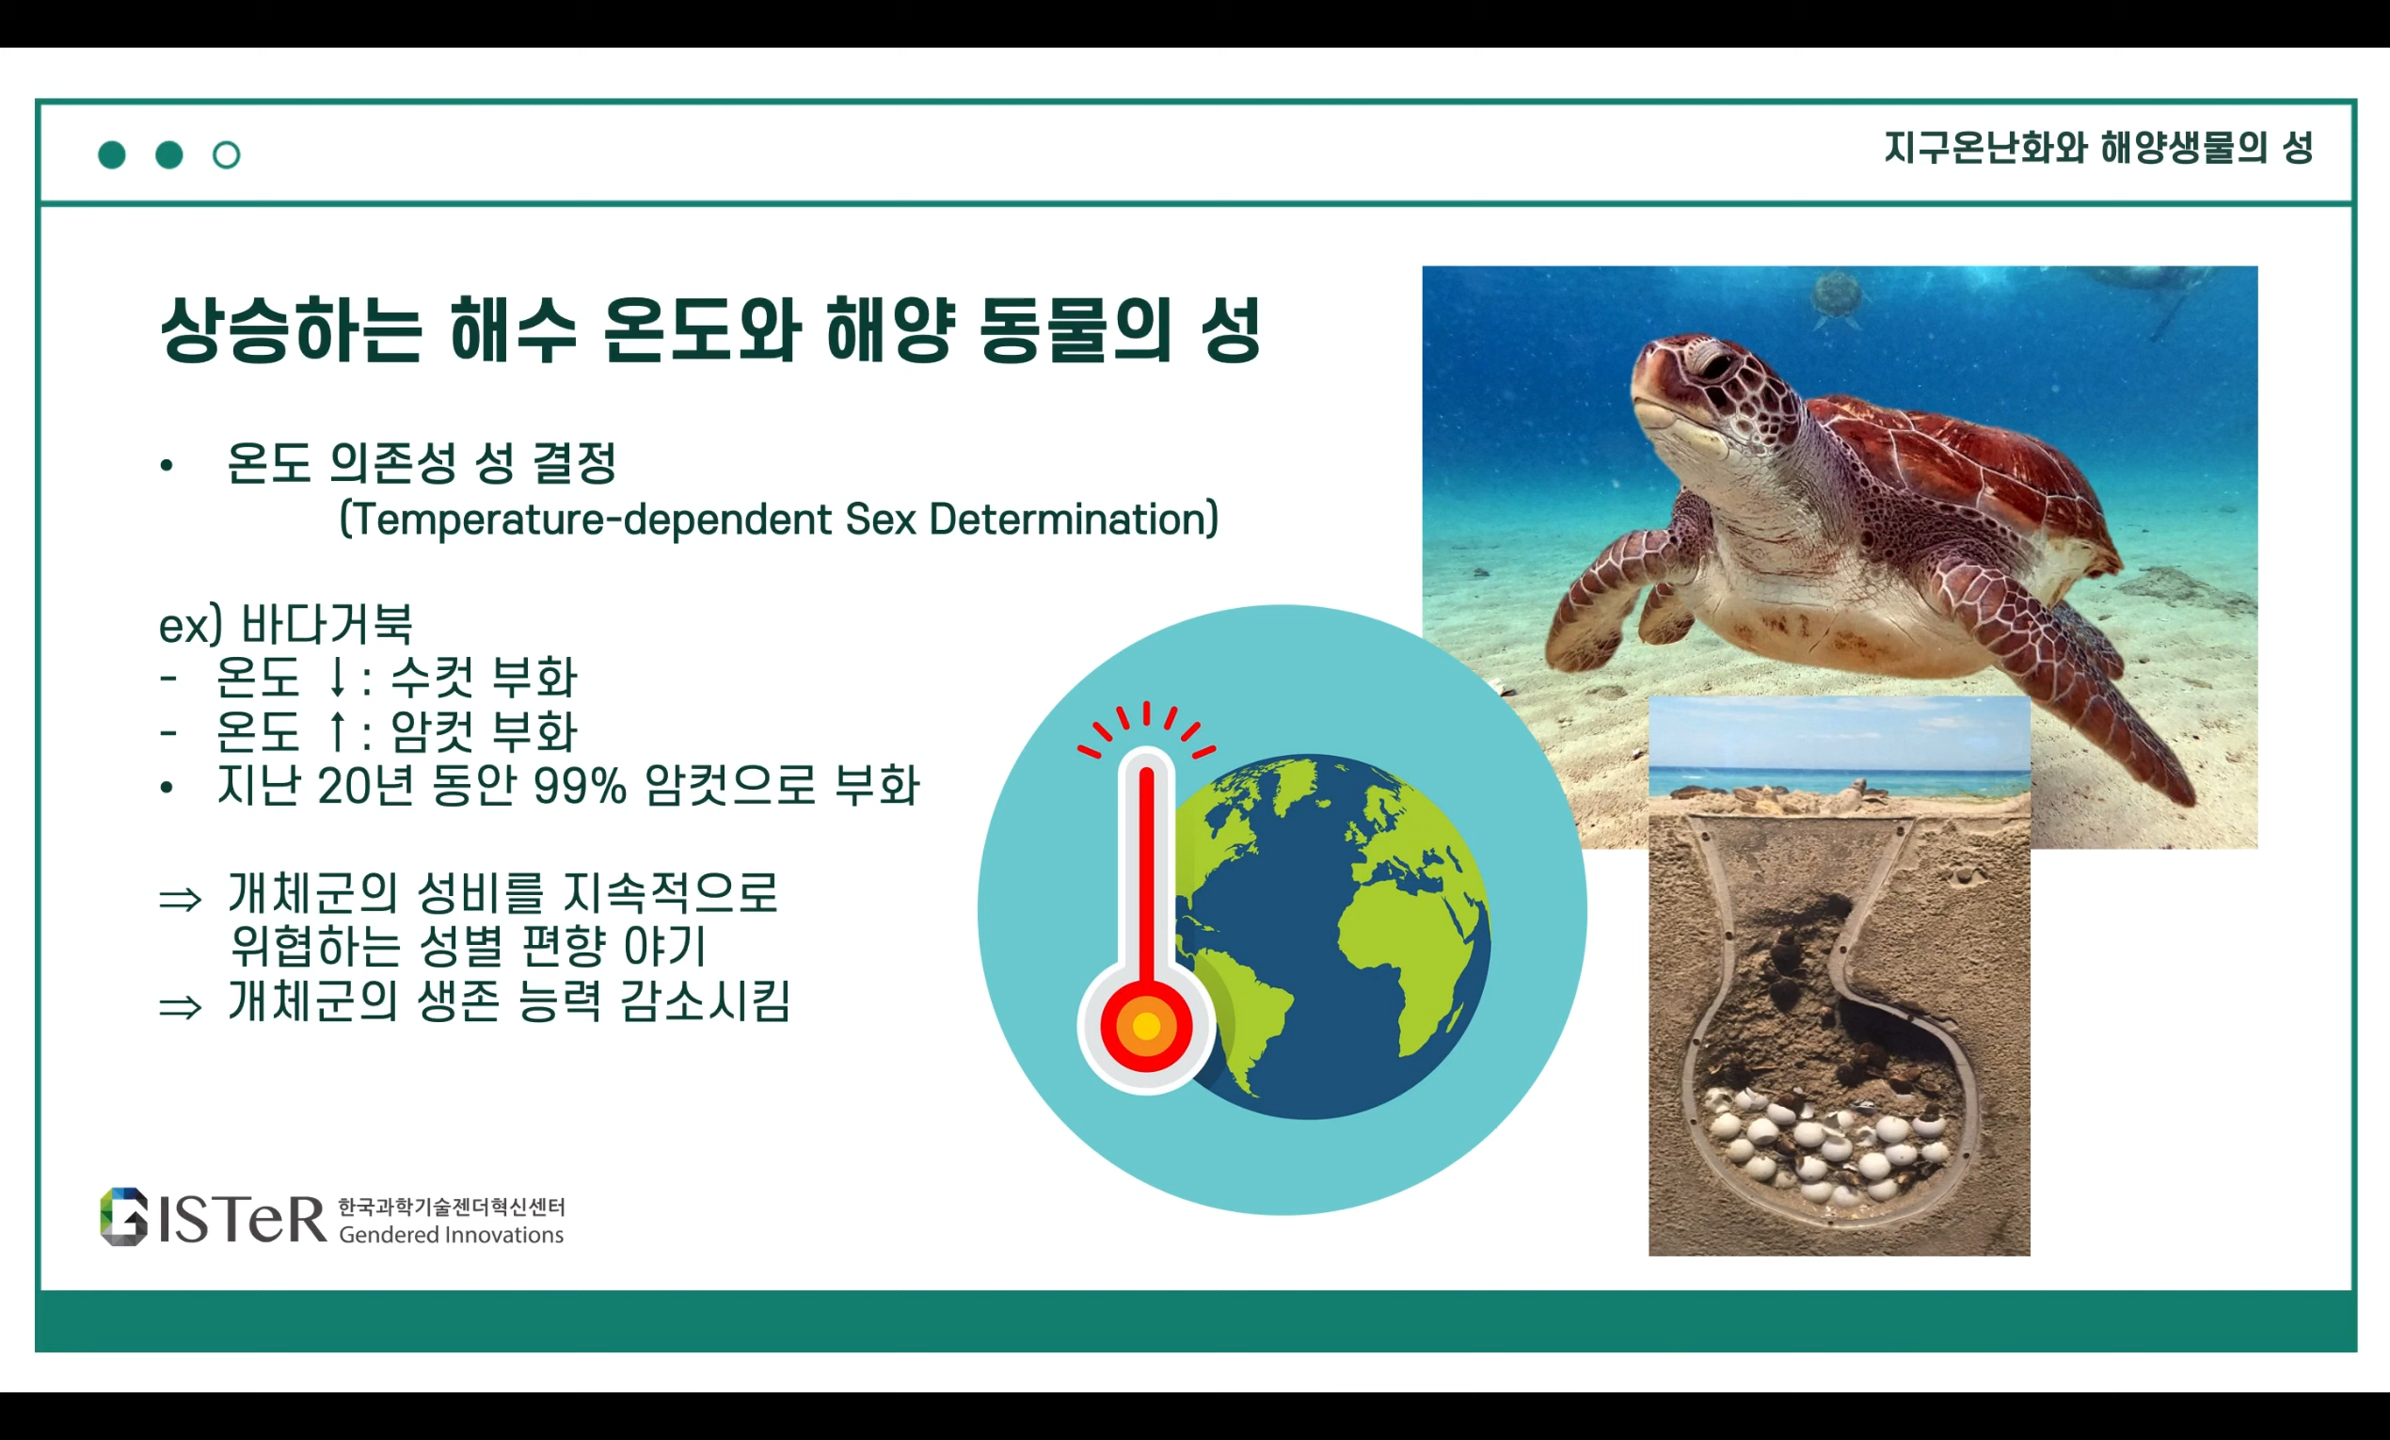 지구온난화와 해양생물의 성
상승하는 해수 온도와 해양 동물의 성
• 온도 의존성 성 결정
(Temperature-dependent Sex Determination)
ex) 바다거북
- 온도 ↓: 수컷 부화
- 온도 ↑: 암컷 부화
• 지난 20년 동안 99% 암컷으로 부화
⇒ 개체군의 성비를 지속적으로
위협하는 성별 편향 야기
⇒ 개체군의 생존 능력 감소시킴
GISTeR 한국과학기술젠더혁신센터
Gendered Innovations